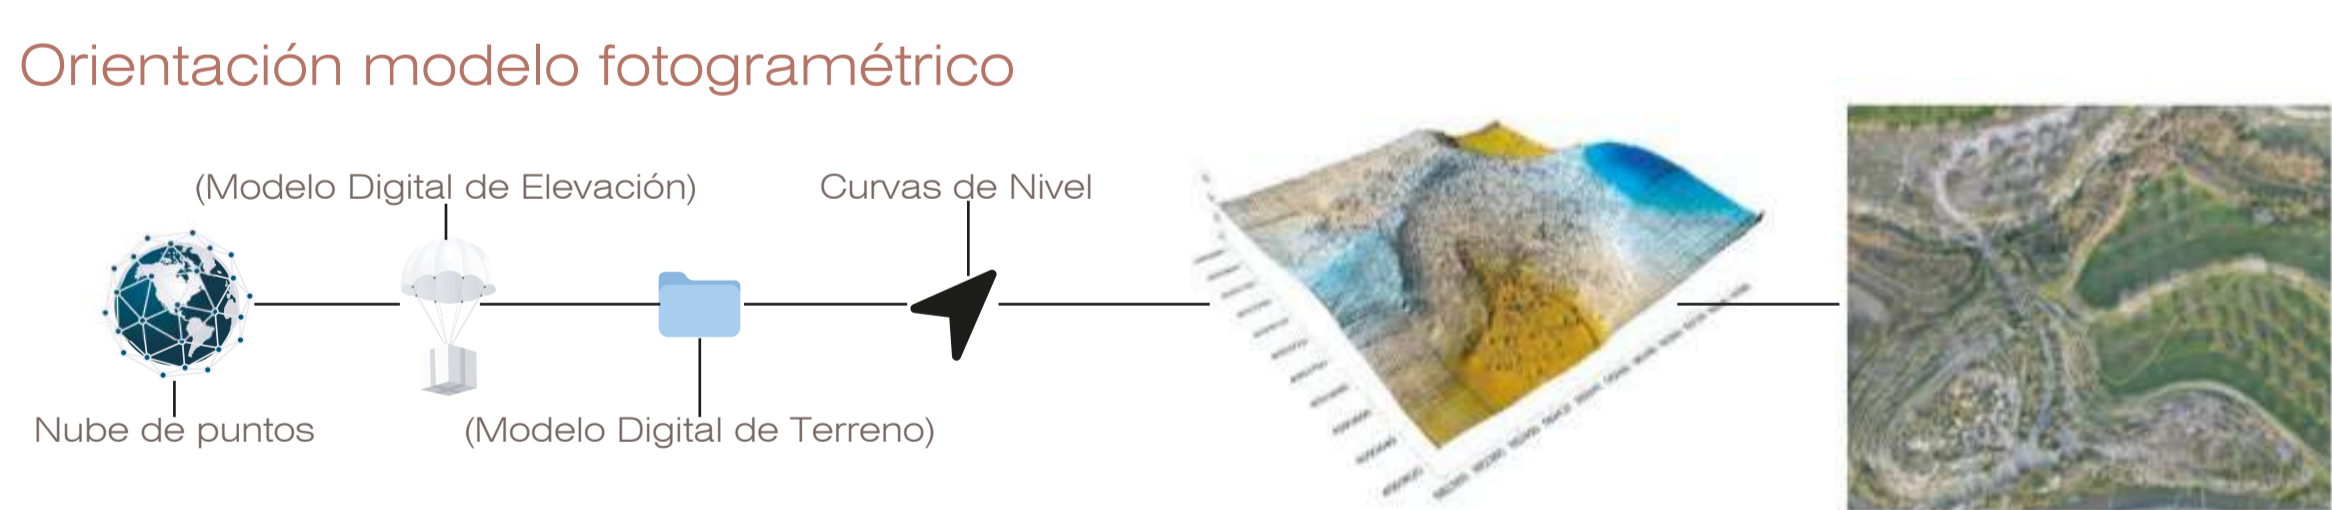 Orientación modelo fotogramétrico
(Modelo Digital de Elevación)
Curvas de Nivel
Nube de puntos
(Modelo Digital de Terreno)